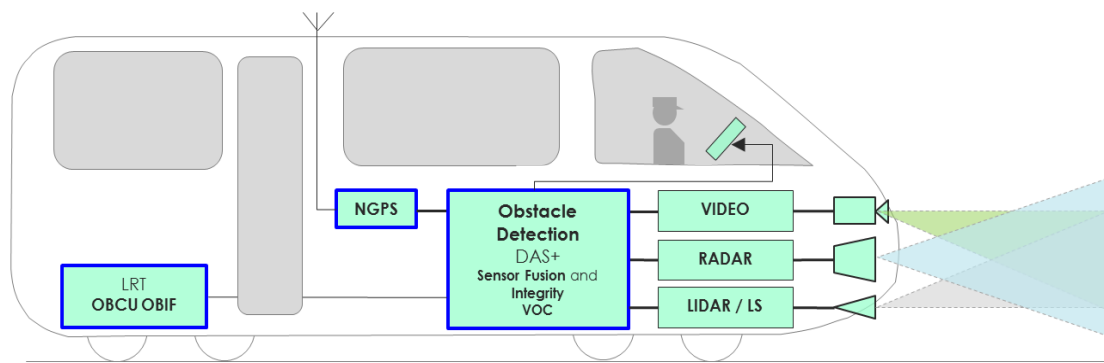 NGPS
Obstacle
Detection
DAS+
Sensor Fusion and
Integrity
VOC
VIDEO
RADAR
LIDAR / LS
LRT
OBCU OBIF